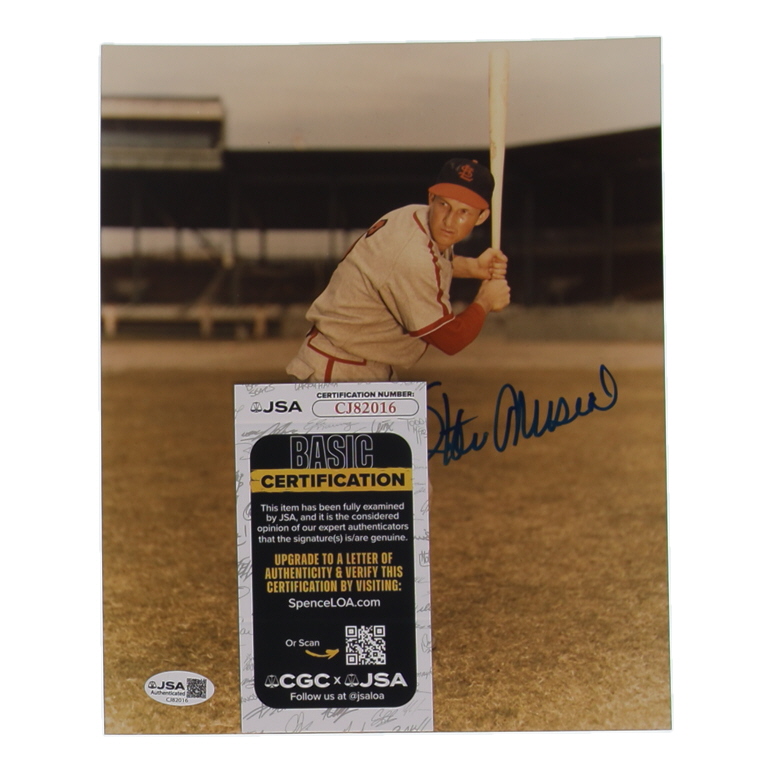 STL
Stan Musial
JSA
CERTIFICATION NUMBER:
CJ82016
BASIC
CERTIFICATION
This item has been fully examined
by JSA, and it is the considered
opinion of our expert authenticators
that the signature(s) is/are genuine.
UPGRADE TO A LETTER OF
AUTHENTICITY & VERIFY THIS
CERTIFICATION BY VISITING:
SpenceLOA.com
Or Scan
CGC x JSA
Follow us at @jsaloa
JSA
Authenticated
CJ82016